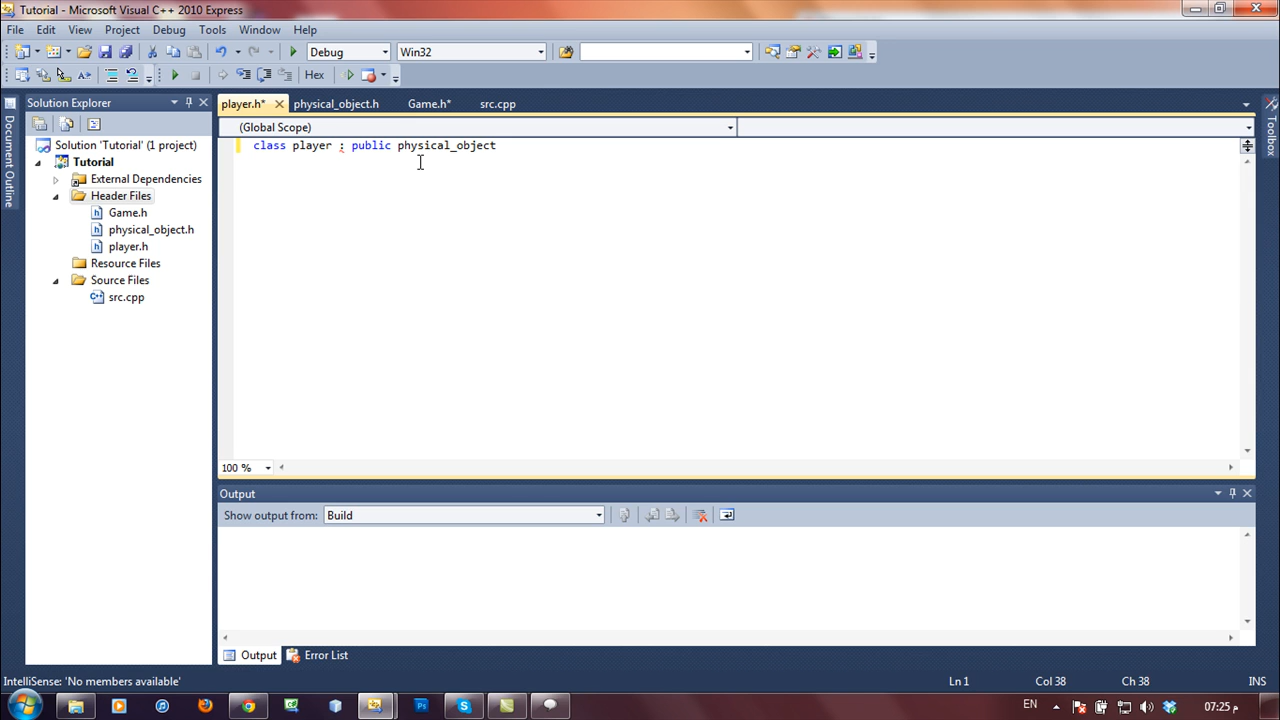 Tutorial - Microsoft Visual C++ 2010 Express
File Edit View Project Debug Tools Window Help
Debug Win32
Hex
Solution Explorer
player.h* physical_object.h Game.h* src.cpp
(Global Scope)
Document Outline
Toolbox
Solution 'Tutorial' (1 project)
Tutorial
External Dependencies
Header Files
Game.h
physical_object.h
player.h
Resource Files
Source Files
src.cpp
class player : public physical_object
100 %
Output
Show output from: Build
Output Error List
IntelliSense: 'No members available' Ln 1 Col 38 Ch 38 INS
EN 07:25 م